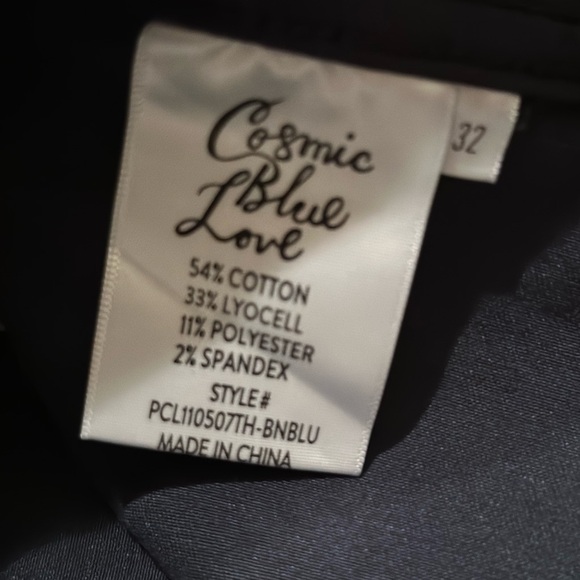 Cosmic
Blue
Love
54% COTTON
33% LYOCELL
11% POLYESTER
2% SPANDEX
STYLE#
PCL110507TH-BNBLU
MADE IN CHINA
32